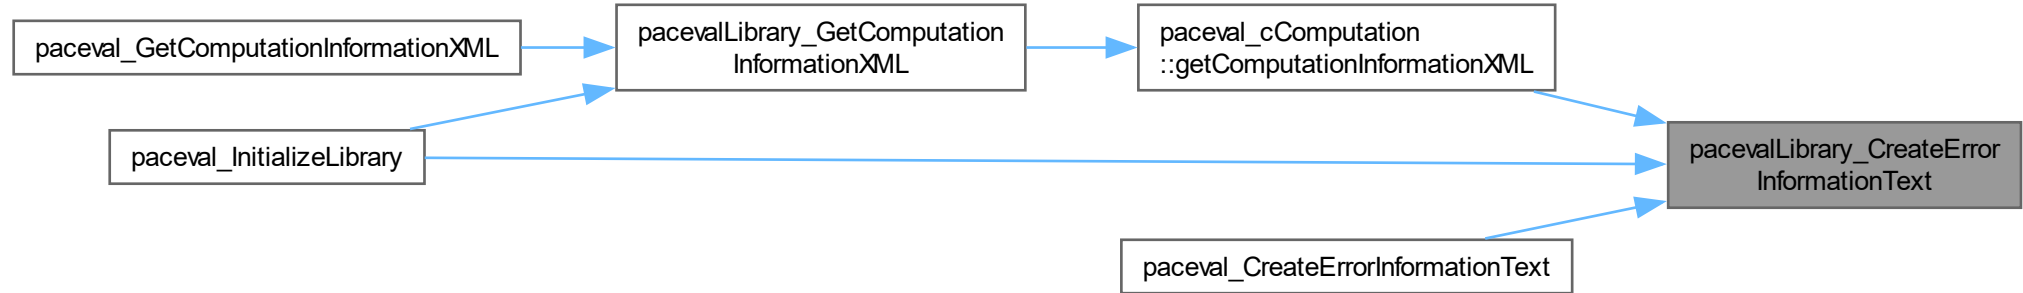 paceval_GetComputationInformationXML
pacevalLibrary_GetComputation
InformationXML
paceval_cComputation
::getComputationInformationXML
paceval_InitializeLibrary
pacevalLibrary_CreateError
InformationText
paceval_CreateErrorInformationText